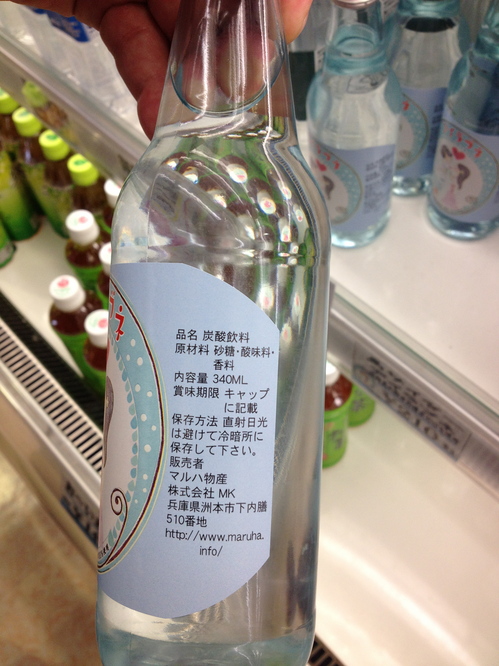 品名 炭酸飲料
原材料 砂糖・酸味料・
香料
内容量 340ML
賞味期限 キャップ
に記載
保存方法 直射日光
は避けて冷暗所に
保存して下さい。
販売者
マルハ物産
株式会社 MK
兵庫県洲本市下内膳
510番地
http://www.maruha.
info/